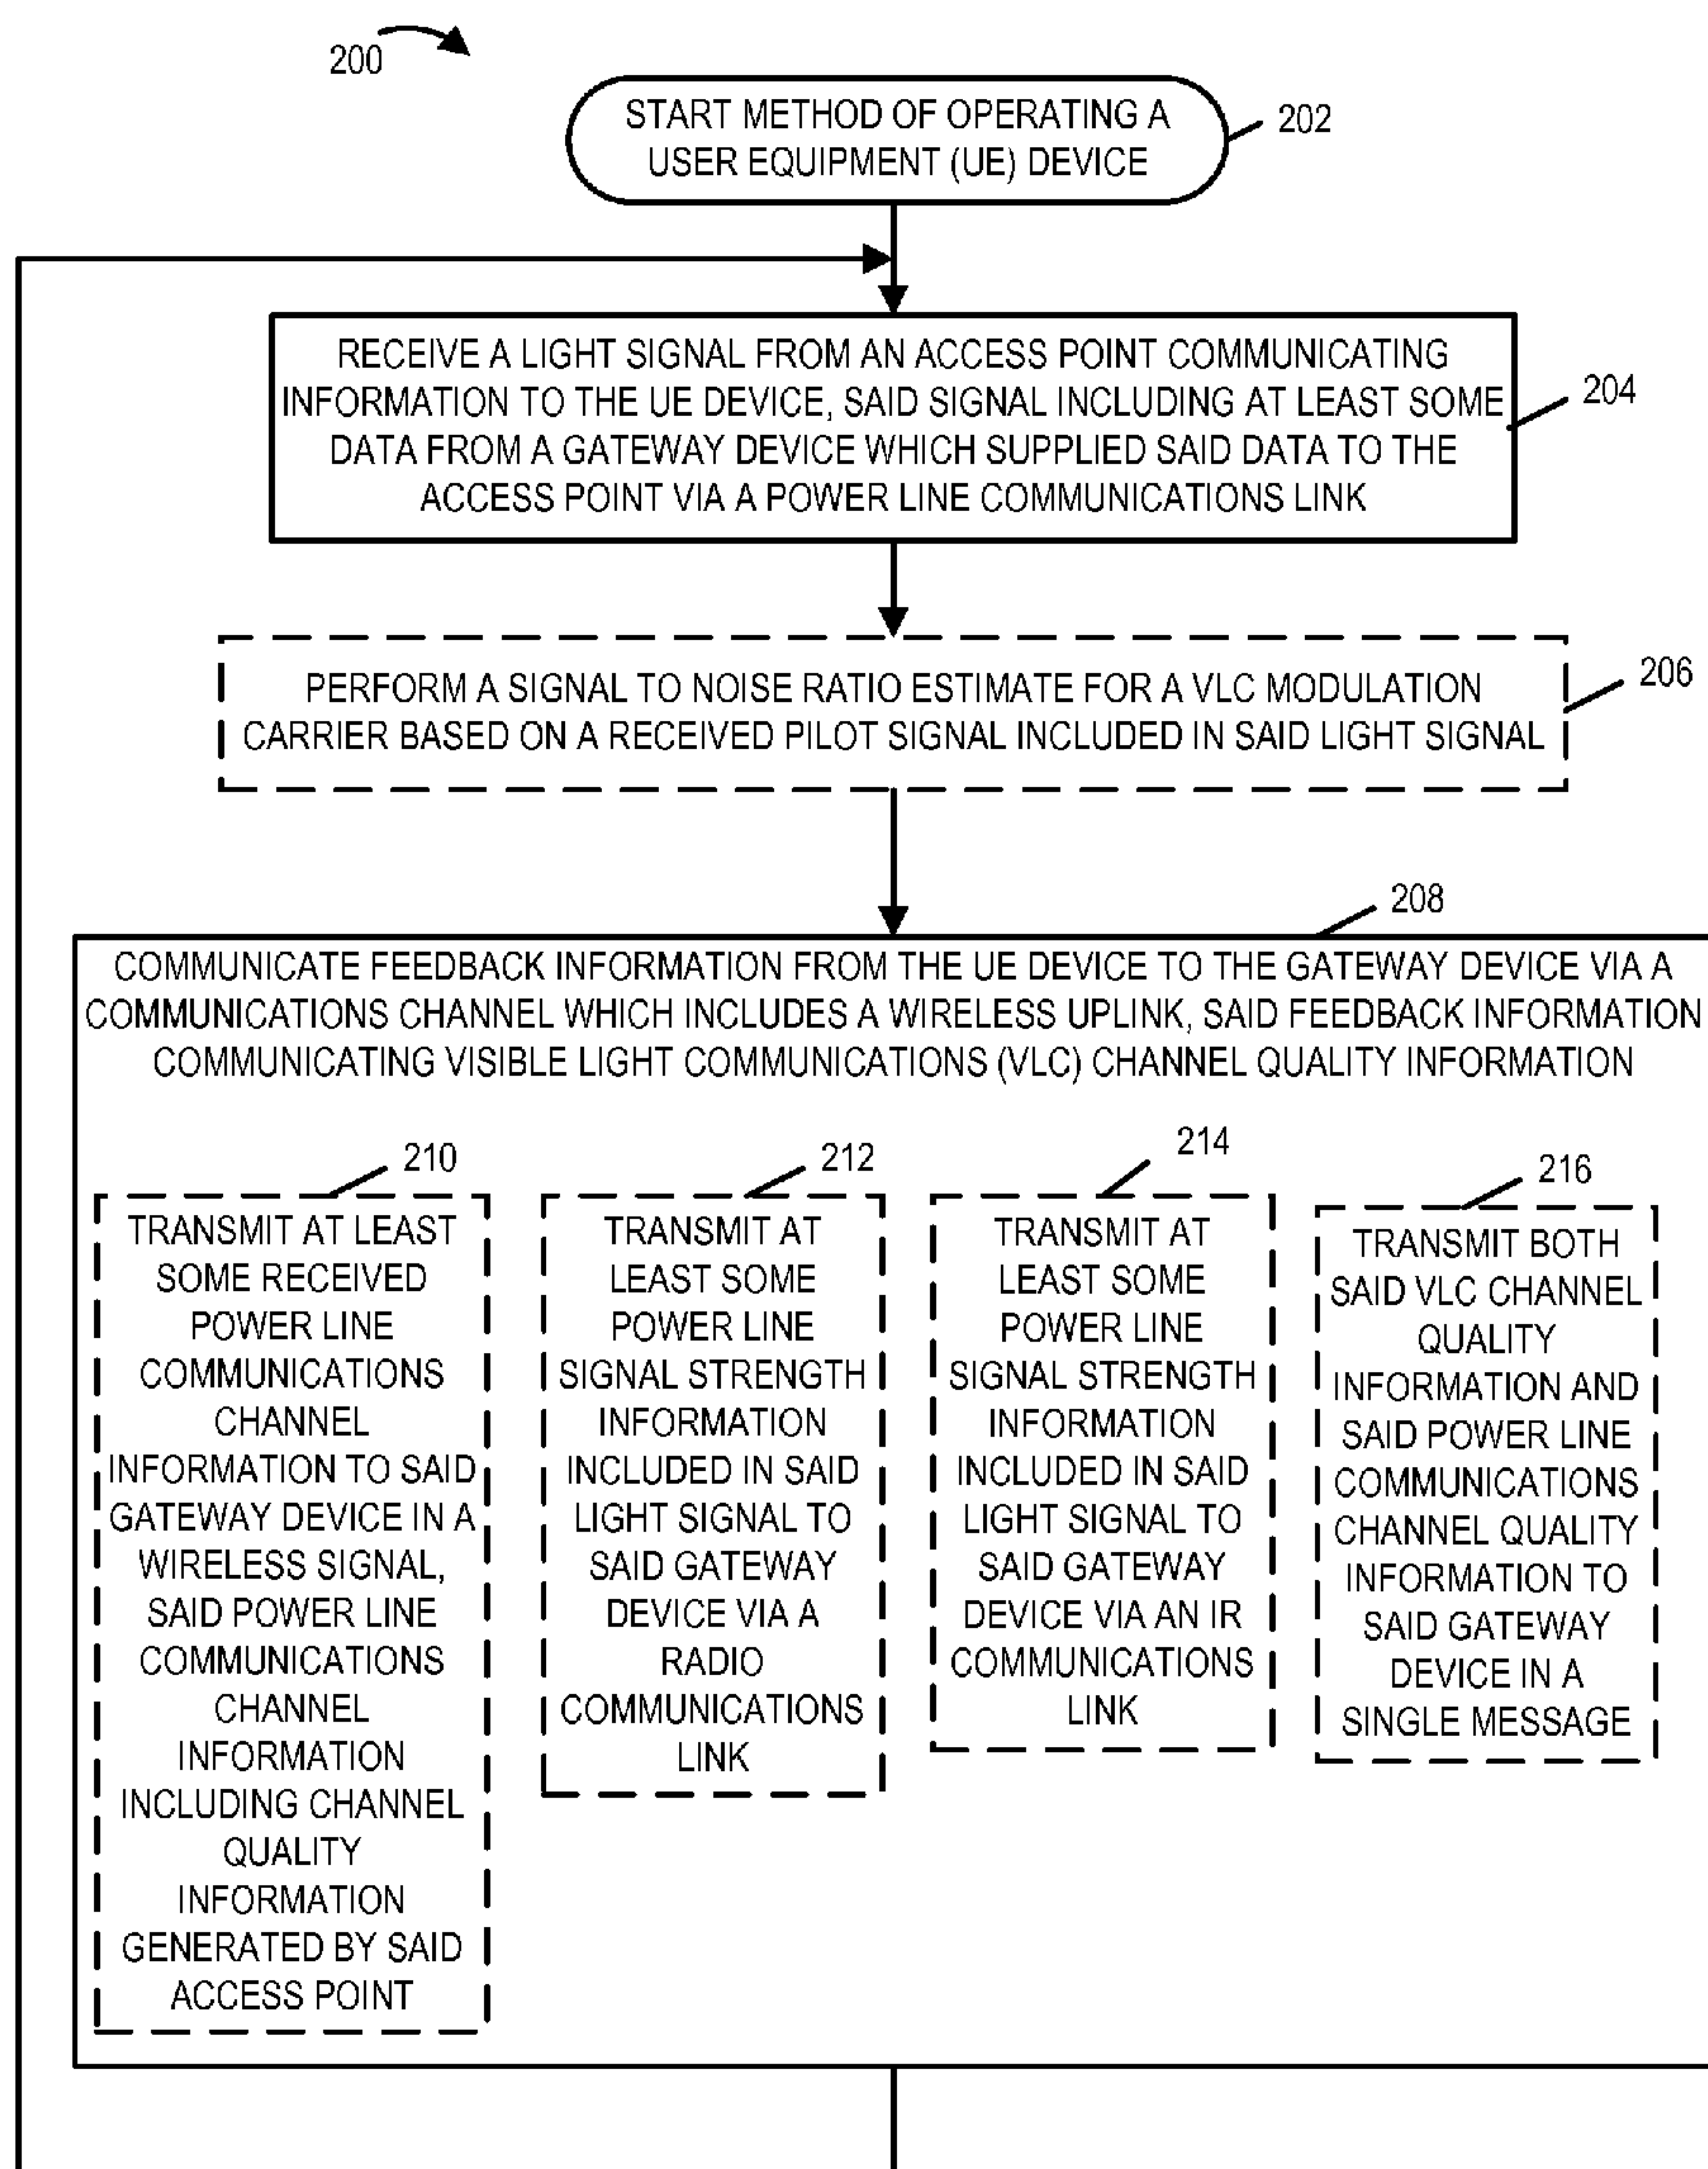 200
START METHOD OF OPERATING A
USER EQUIPMENT (UE) DEVICE
202
RECEIVE A LIGHT SIGNAL FROM AN ACCESS POINT COMMUNICATING
INFORMATION TO THE UE DEVICE, SAID SIGNAL INCLUDING AT LEAST SOME
DATA FROM A GATEWAY DEVICE WHICH SUPPLIED SAID DATA TO THE
ACCESS POINT VIA A POWER LINE COMMUNICATIONS LINK
204
PERFORM A SIGNAL TO NOISE RATIO ESTIMATE FOR A VLC MODULATION
CARRIER BASED ON A RECEIVED PILOT SIGNAL INCLUDED IN SAID LIGHT SIGNAL
206
208
COMMUNICATE FEEDBACK INFORMATION FROM THE UE DEVICE TO THE GATEWAY DEVICE VIA A
COMMUNICATIONS CHANNEL WHICH INCLUDES A WIRELESS UPLINK, SAID FEEDBACK INFORMATION
COMMUNICATING VISIBLE LIGHT COMMUNICATIONS (VLC) CHANNEL QUALITY INFORMATION
210
TRANSMIT AT LEAST
SOME RECEIVED
POWER LINE
COMMUNICATIONS
CHANNEL
INFORMATION TO SAID
GATEWAY DEVICE IN A
WIRELESS SIGNAL,
SAID POWER LINE
COMMUNICATIONS
CHANNEL
INFORMATION
INCLUDING CHANNEL
QUALITY
INFORMATION
GENERATED BY SAID
ACCESS POINT
212
TRANSMIT AT
LEAST SOME
POWER LINE
SIGNAL STRENGTH
INFORMATION
INCLUDED IN SAID
LIGHT SIGNAL TO
SAID GATEWAY
DEVICE VIA A
RADIO
COMMUNICATIONS
LINK
214
TRANSMIT AT
LEAST SOME
POWER LINE
SIGNAL STRENGTH
INFORMATION
INCLUDED IN SAID
LIGHT SIGNAL TO
SAID GATEWAY
DEVICE VIA AN IR
COMMUNICATIONS
LINK
216
TRANSMIT BOTH
SAID VLC CHANNEL
QUALITY
INFORMATION AND
SAID POWER LINE
COMMUNICATIONS
CHANNEL QUALITY
INFORMATION TO
SAID GATEWAY
DEVICE IN A
SINGLE MESSAGE